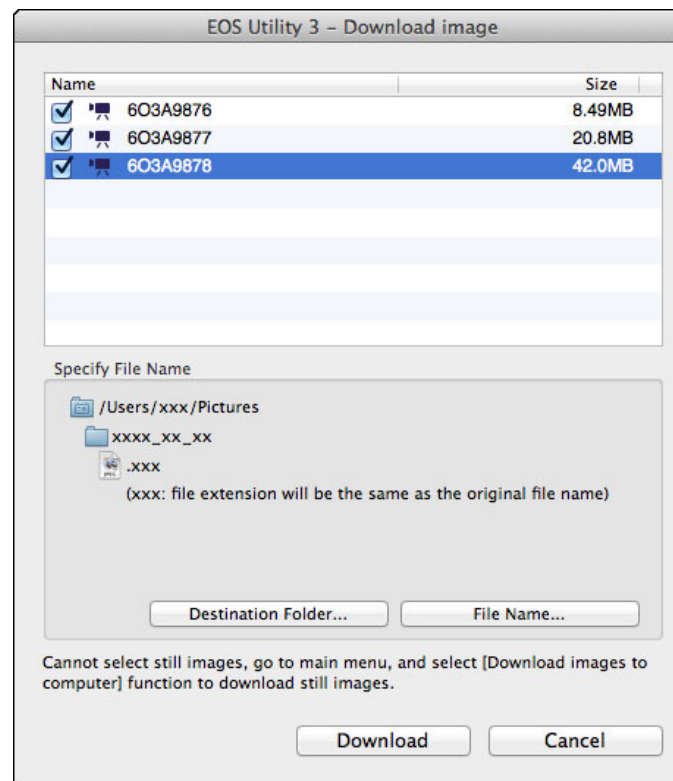 EOS Utility 3 – Download image
Name Size
6O3A9876 8.49MB
6O3A9877 20.8MB
6O3A9878 42.0MB
Specify File Name
/Users/xxx/Pictures
xxxx_xx_xx
.xxx
(xxx: file extension will be the same as the original file name)
Destination Folder... File Name...
Cannot select still images, go to main menu, and select [Download images to
computer] function to download still images.
Download Cancel